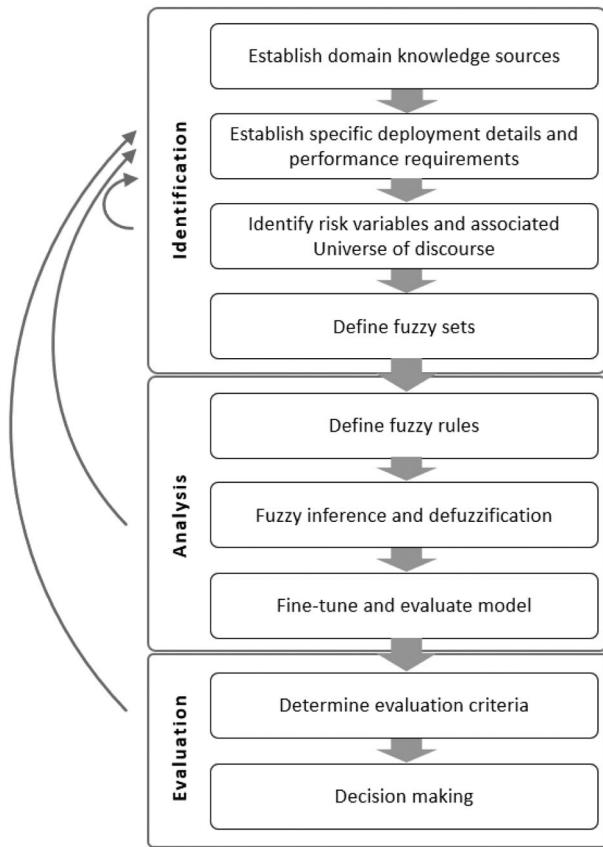 Identification
Establish domain knowledge sources
Establish specific deployment details and
performance requirements
Identify risk variables and associated
Universe of discourse
Define fuzzy sets
Analysis
Define fuzzy rules
Fuzzy inference and defuzzification
Fine-tune and evaluate model
Evaluation
Determine evaluation criteria
Decision making